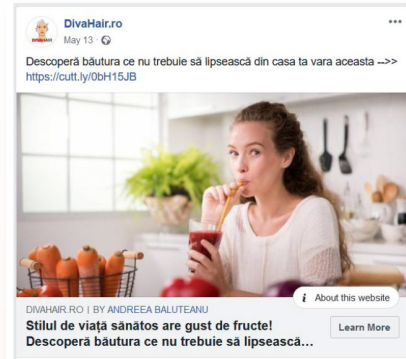 DivaHair.ro
May 13
Descoperă băutura ce nu trebuie să lipsească din casa ta vara aceasta -->>
https://cutt.ly/0bH15JB
i About this website
DIVAHAIR.RO | BY ANDREEA BALUTEANU
Stilul de viață sănătos are gust de fructe!
Descoperă băutura ce nu trebuie să lipsească...
Learn More